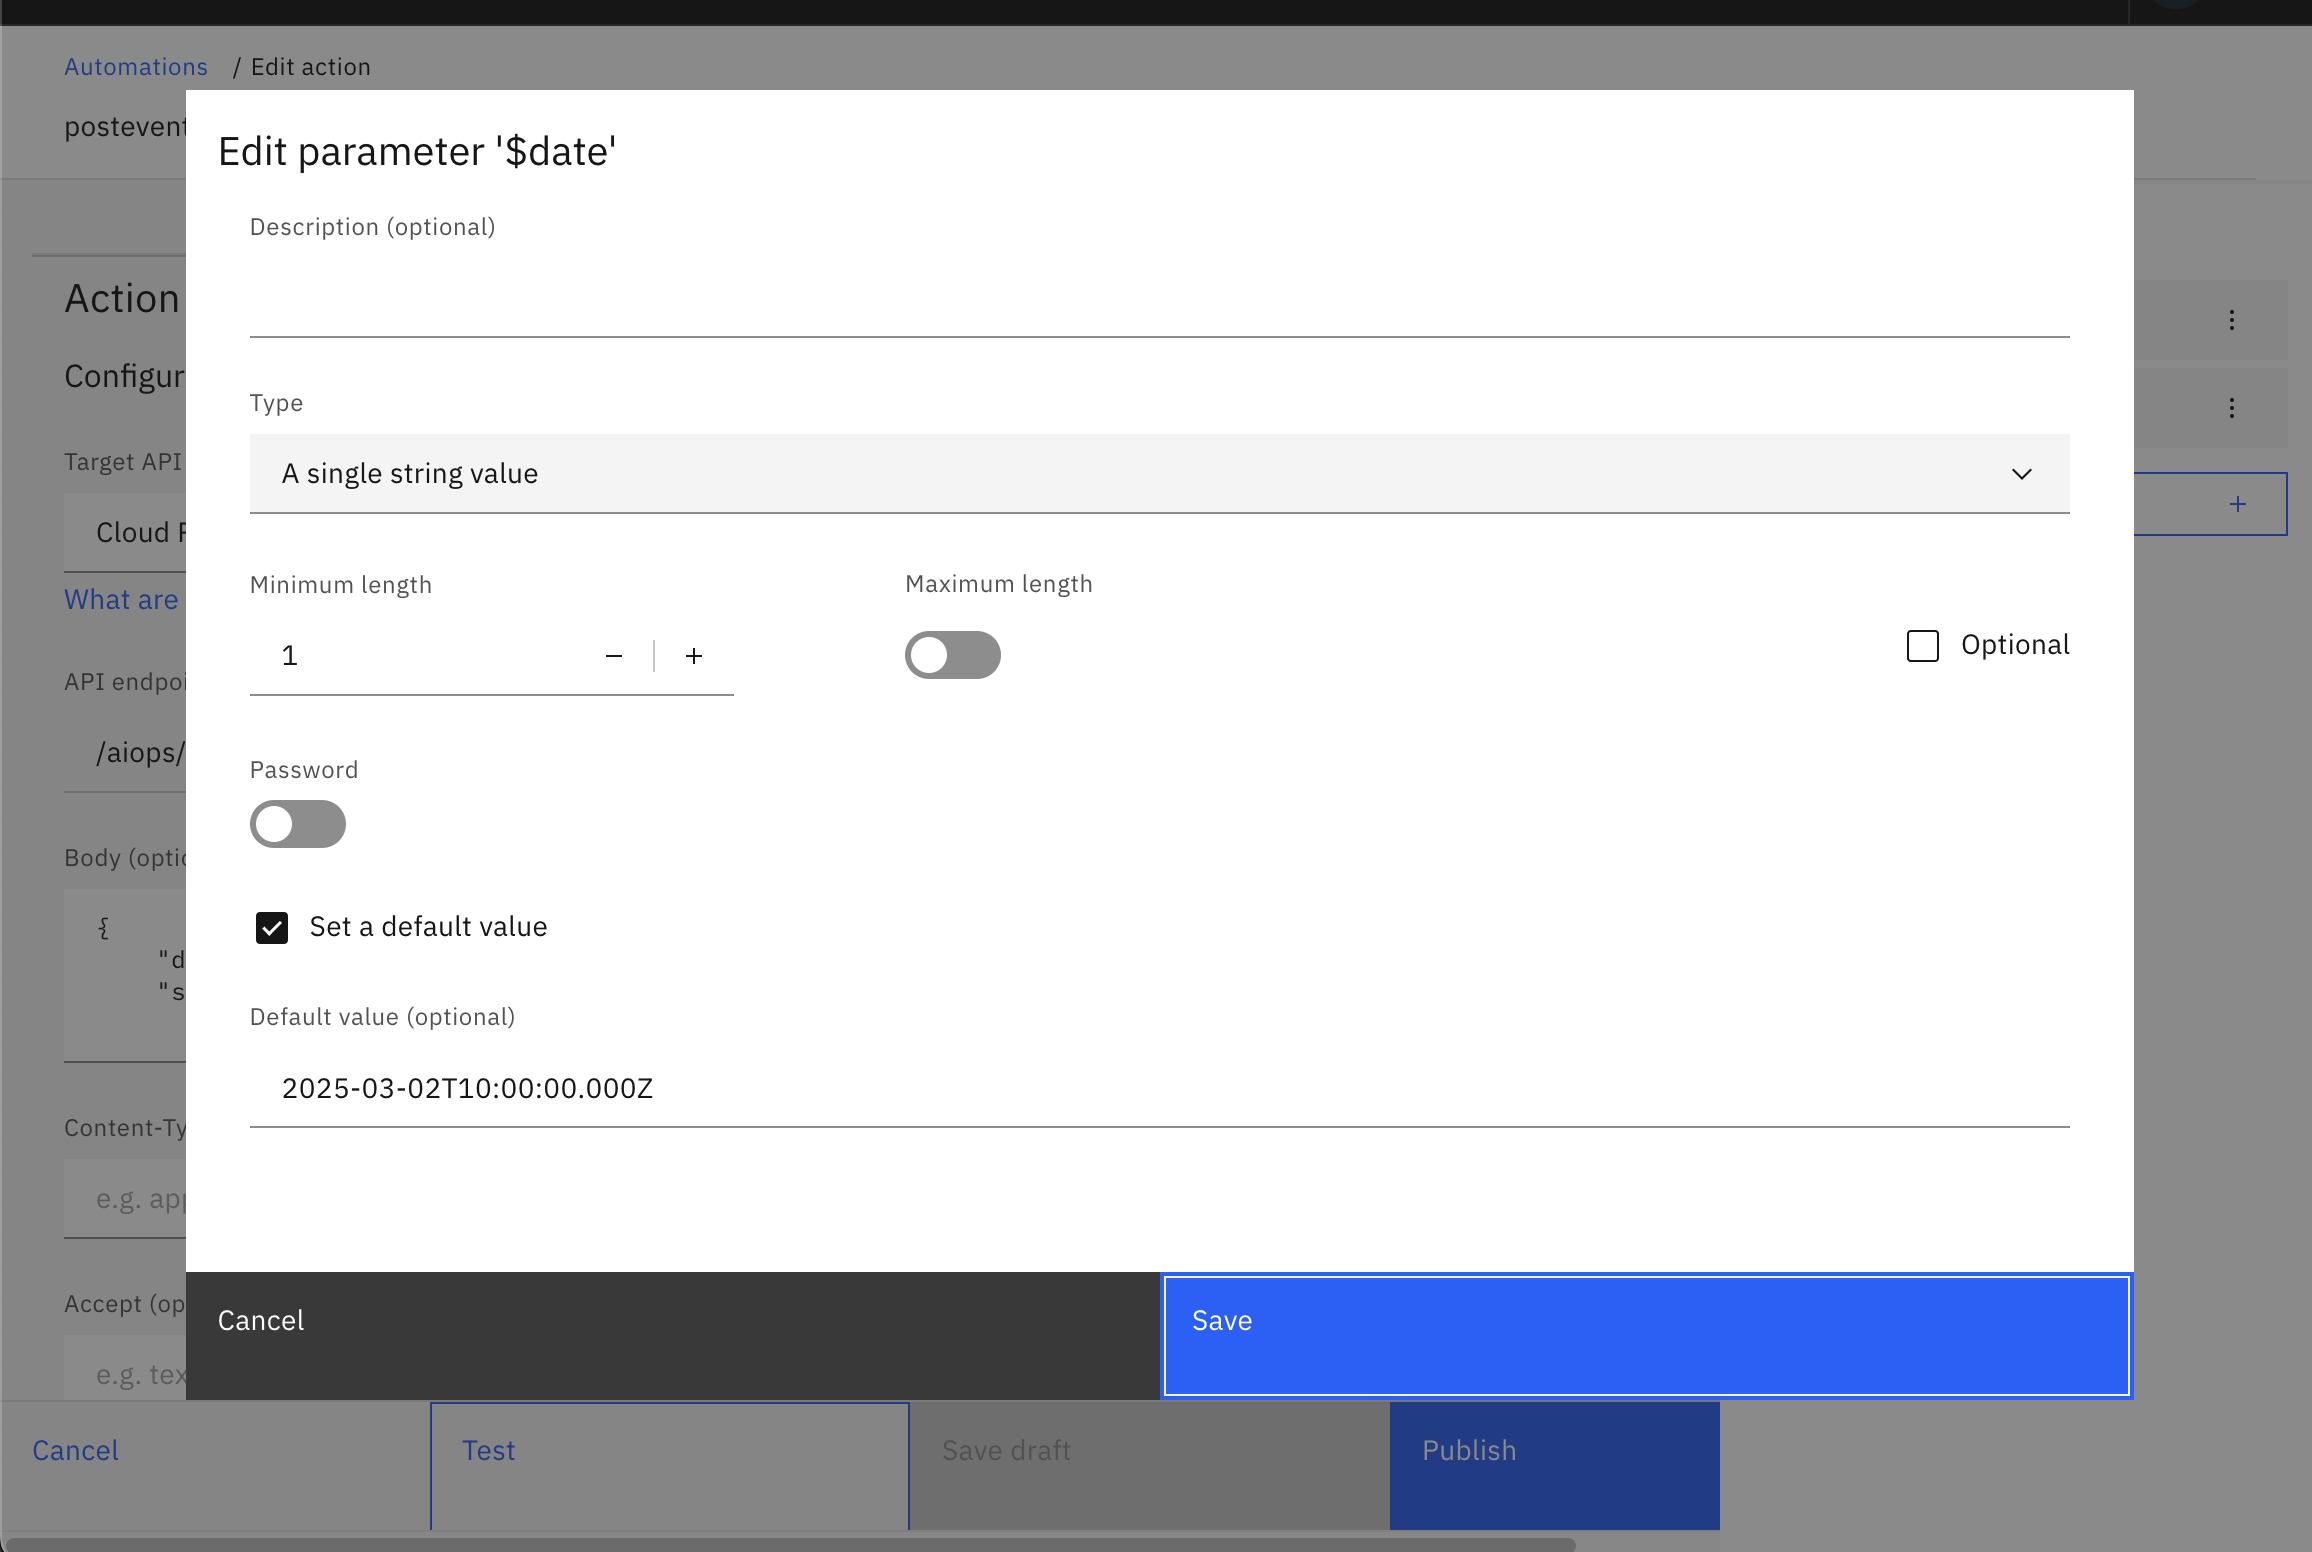 Automations / Edit action
postevent
Edit parameter '$date'
Description (optional)
Action
Configur
Type
Target API
A single string value
Cloud
What are
Minimum length
Maximum length
1
Optional
API endpoi
/aiops/
Password
Body (optio
{
"d
"s
Set a default value
Default value (optional)
2025-03-02T10:00:00.000Z
Content-Ty
e.g. app
Accept (op
e.g. tex
Cancel
Save
Cancel
Test
Save draft
Publish